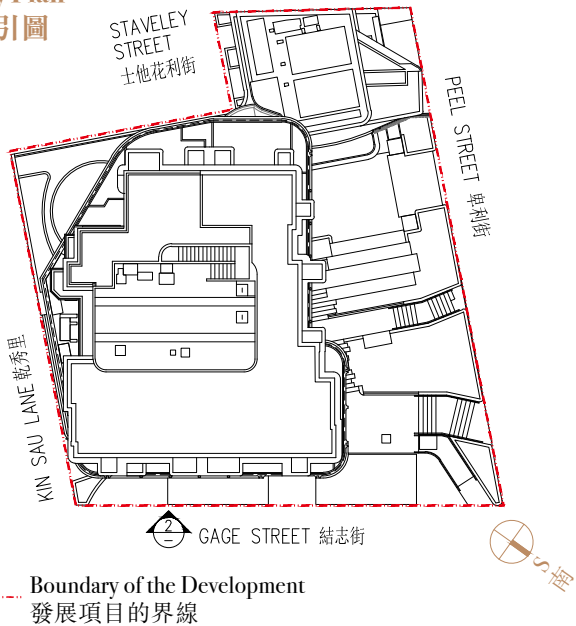 Plan
引圖
STAVELEY
STREET
士他花利街
PEEL STREET 卑利街
KIN SAU LANE 乾秀里
2
GAGE STREET 結志街
S 南
Boundary of the Development
發展項目的界線